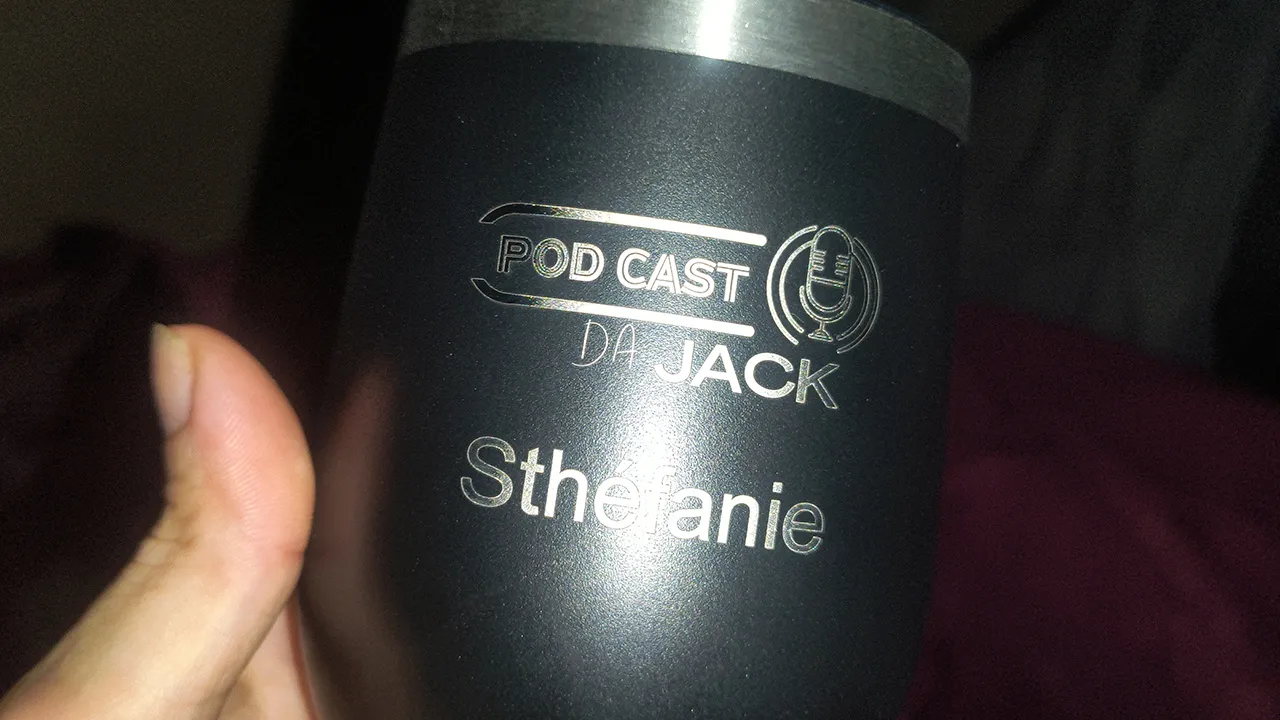 POD CAST
DA JACK
Sthéfanie